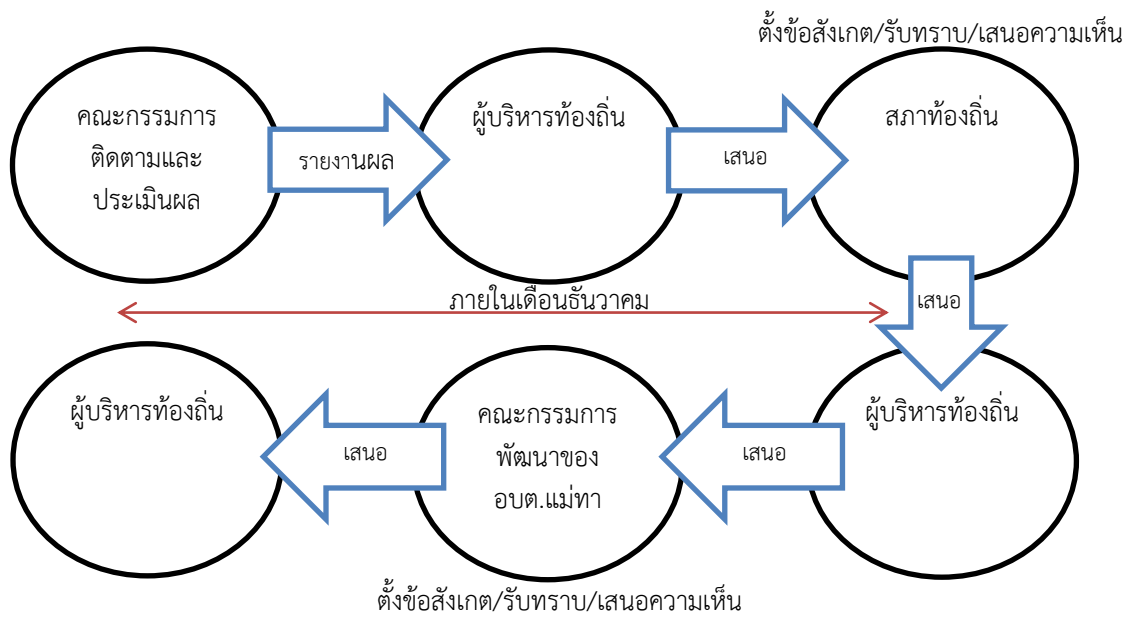 ตั้งข้อสังเกต/รับทราบ/เสนอความเห็น
คณะกรรมการ
ติดตามและ
ประเมินผล
รายงานผล
ผู้บริหารท้องถิ่น
เสนอ
สภาท้องถิ่น
เสนอ
ภายในเดือนธันวาคม
ผู้บริหารท้องถิ่น
เสนอ
คณะกรรมการ
พัฒนาของ
อบต.แม่ทา
เสนอ
ผู้บริหารท้องถิ่น
ตั้งข้อสังเกต/รับทราบ/เสนอความเห็น